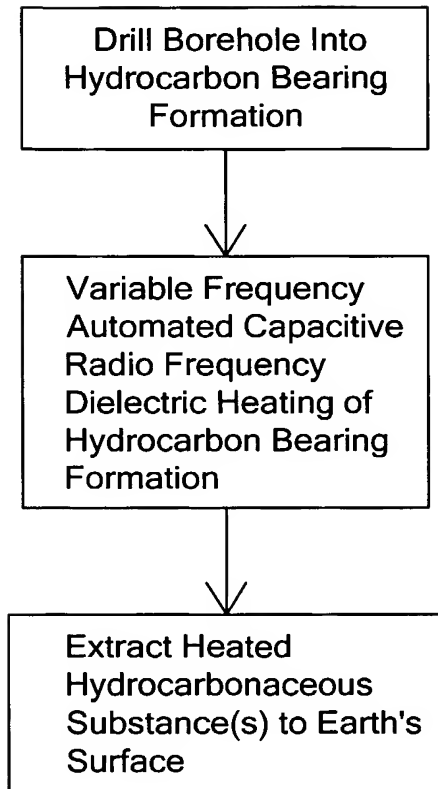 Drill Borehole Into
Hydrocarbon Bearing
Formation
Variable Frequency
Automated Capacitive
Radio Frequency
Dielectric Heating of
Hydrocarbon Bearing
Formation
Extract Heated
Hydrocarbonaceous
Substance(s) to Earth's
Surface